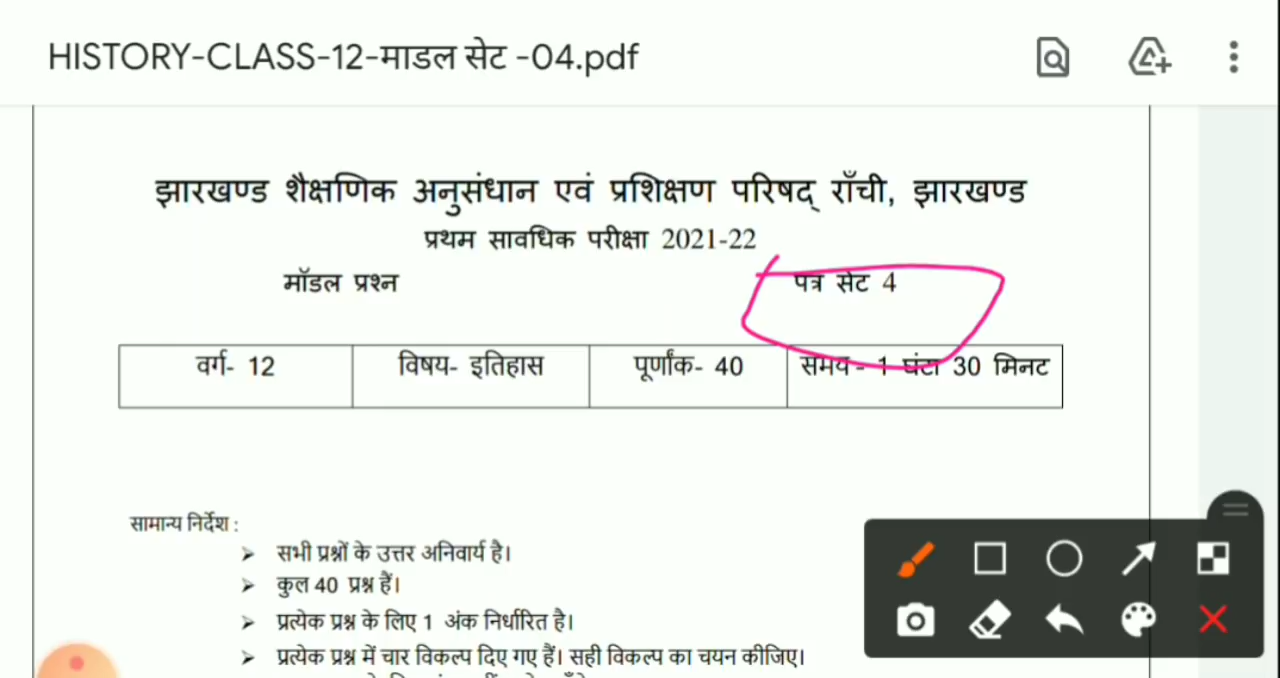 HISTORY-CLASS-12-माडल सेट -04.pdf
झारखण्ड शैक्षणिक अनुसंधान एवं प्रशिक्षण परिषद् राँची, झारखण्ड
प्रथम सावधिक परीक्षा 2021-22
मॉडल प्रश्न पत्र सेट 4
वर्ग- 12 विषय- इतिहास पूर्णांक- 40 समय - 1 घंटा 30 मिनट
सामान्य निर्देश :
➢ सभी प्रश्नों के उत्तर अनिवार्य है।
➢ कुल 40 प्रश्न हैं।
➢ प्रत्येक प्रश्न के लिए 1 अंक निर्धारित है।
➢ प्रत्येक प्रश्न में चार विकल्प दिए गए हैं। सही विकल्प का चयन कीजिए।